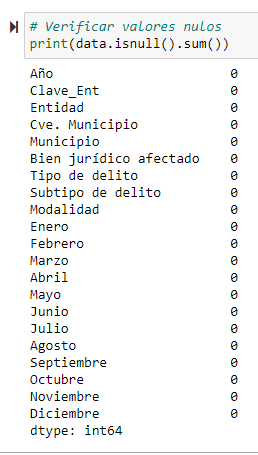 # Verificar valores nulos
print(data.isnull().sum())
Año 0
Clave_Ent 0
Entidad 0
Cve. Municipio 0
Municipio 0
Bien jurídico afectado 0
Tipo de delito 0
Subtipo de delito 0
Modalidad 0
Enero 0
Febrero 0
Marzo 0
Abril 0
Mayo 0
Junio 0
Julio 0
Agosto 0
Septiembre 0
Octubre 0
Noviembre 0
Diciembre 0
dtype: int64